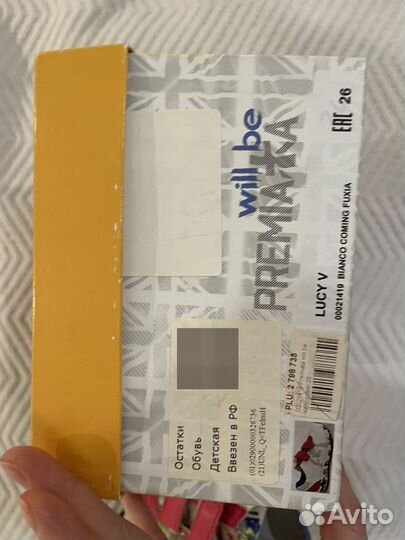 will be
PREMIATA
LUCY V
00021419 BIANCO COMING FUXIA
EAC 26
Остатки
Обувь
Детская
Ввезен в РФ
PLU: 2 798 735
Avito